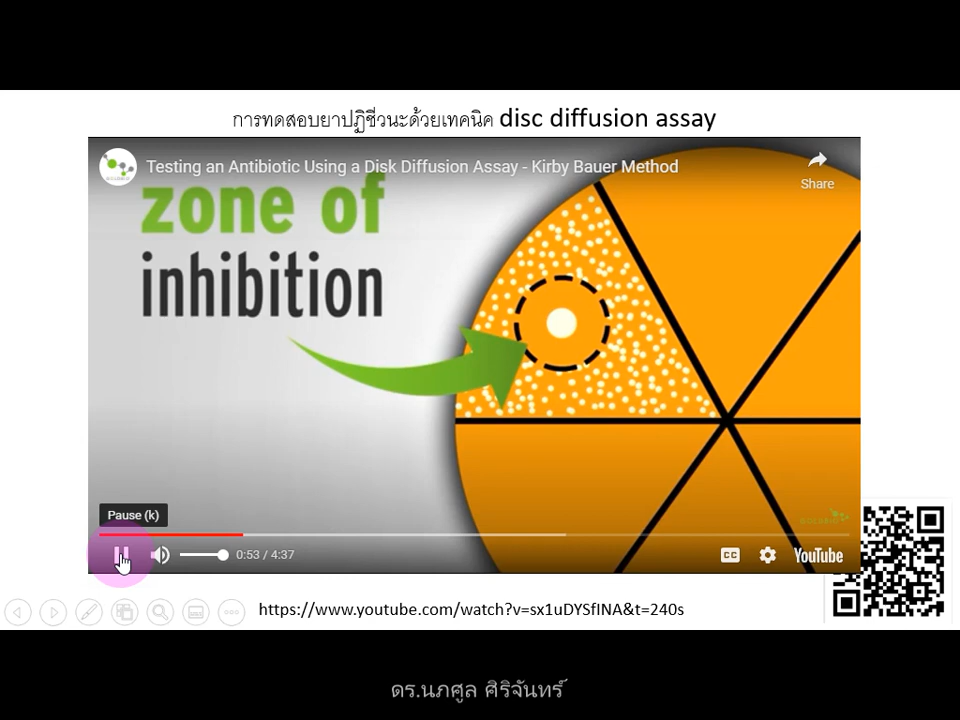 การทดสอบยาปฏิชีวนะด้วยเทคนิค disc diffusion assay
Testing an Antibiotic Using a Disk Diffusion Assay - Kirby Bauer Method
Share
zone of
inhibition
Pause (k)
0:53 / 4:37
CC
YouTube
https://www.youtube.com/watch?v=sx1uDYSfINA&t=240s
ดร.นภศูล ศิริจันทร์